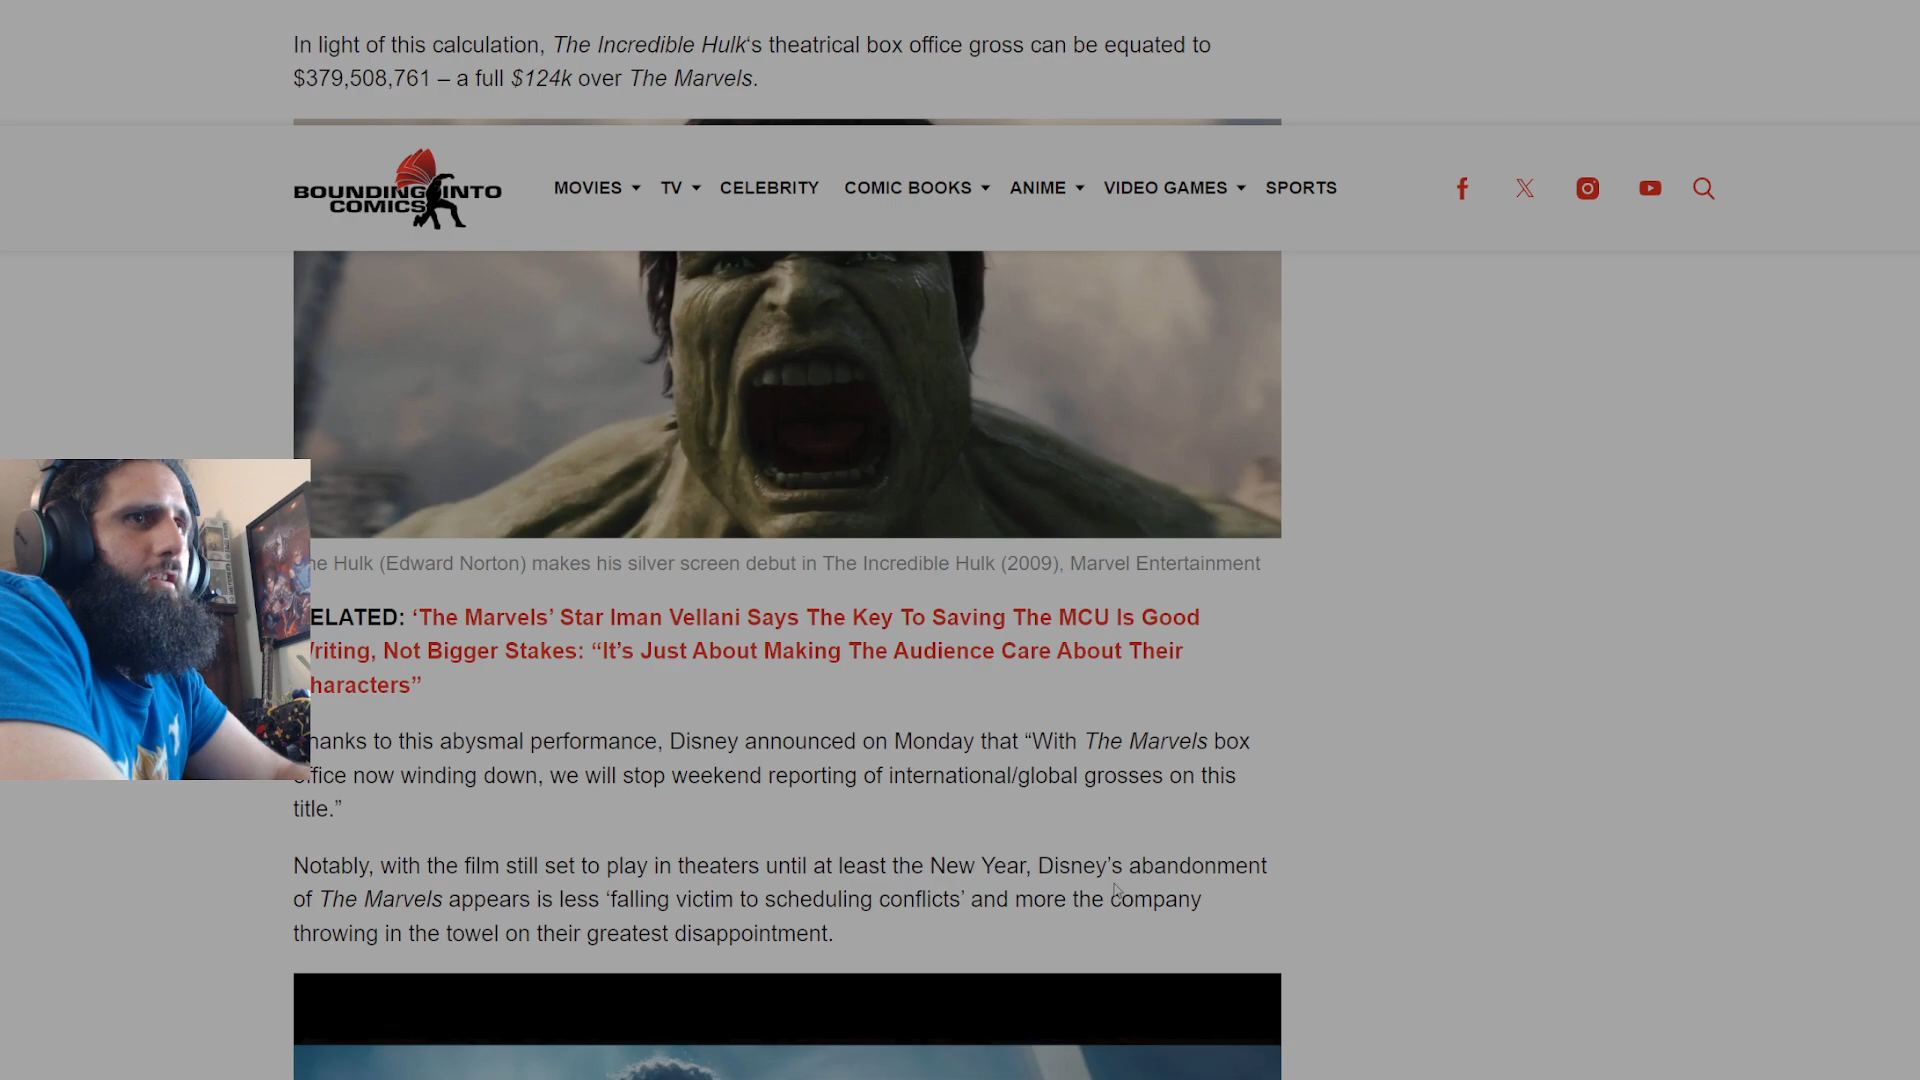 In light of this calculation, The Incredible Hulk‘s theatrical box office gross can be equated to
$379,508,761 – a full $124k over The Marvels.
BOUNDING INTO
COMICS
MOVIES TV CELEBRITY COMIC BOOKS ANIME VIDEO GAMES SPORTS
he Hulk (Edward Norton) makes his silver screen debut in The Incredible Hulk (2009), Marvel Entertainment
ELATED: ‘The Marvels’ Star Iman Vellani Says The Key To Saving The MCU Is Good
riting, Not Bigger Stakes: “It’s Just About Making The Audience Care About Their
haracters”
hanks to this abysmal performance, Disney announced on Monday that “With The Marvels box
ffice now winding down, we will stop weekend reporting of international/global grosses on this
title.”
Notably, with the film still set to play in theaters until at least the New Year, Disney’s abandonment
of The Marvels appears is less ‘falling victim to scheduling conflicts’ and more the company
throwing in the towel on their greatest disappointment.